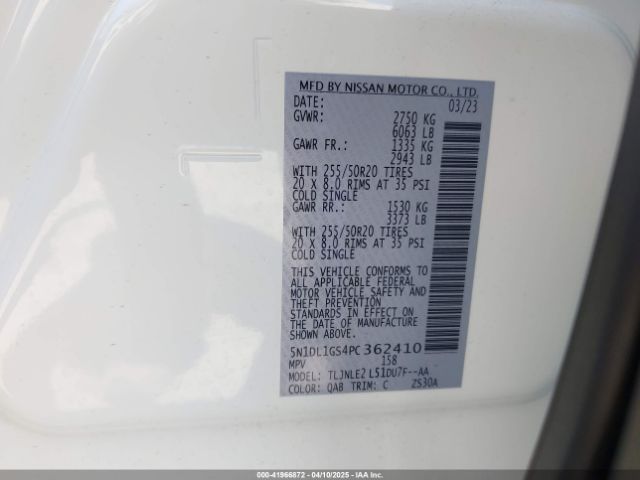 MFD BY NISSAN MOTOR CO., LTD.
DATE: 03/23
GVWR: 2750 KG
6063 LB
GAWR FR.: 1335 KG
2943 LB
WITH 255/50R20 TIRES
20 X 8.0 RIMS AT 35 PSI
COLD SINGLE
GAWR RR.: 1530 KG
3373 LB
WITH 255/50R20 TIRES
20 X 8.0 RIMS AT 35 PSI
COLD SINGLE
THIS VEHICLE CONFORMS TO
ALL APPLICABLE FEDERAL
MOTOR VEHICLE SAFETY AND
THEFT PREVENTION
STANDARDS IN EFFECT ON
THE DATE OF MANUFACTURE
SHOWN ABOVE.
5N1DL1GS4PC362410
MPV 158
MODEL: TLJNLE2 L51DU7F--AA
COLOR: QAB TRIM: C ZS30A
000-41966872 - 04/10/2025 - IAAI, Inc.